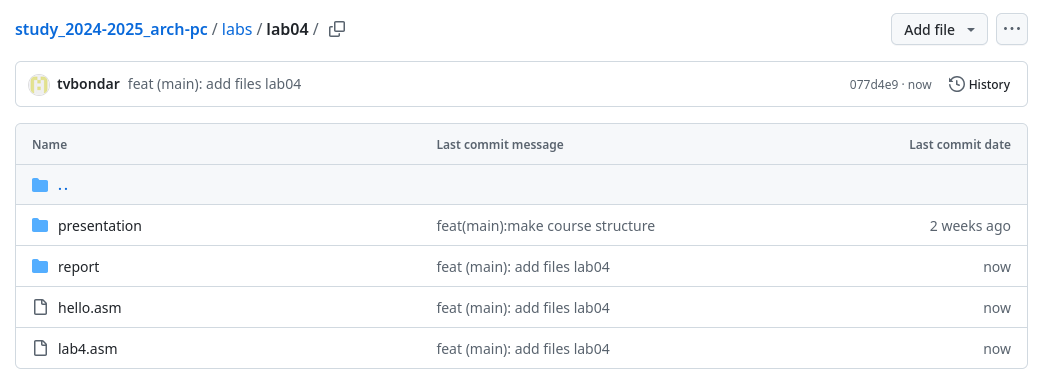 study_2024-2025_arch-pc / labs / lab04 / Add file
tvbondar feat (main): add files lab04 077d4e9 · now History
Name Last commit message Last commit date
..
presentation feat(main):make course structure 2 weeks ago
report feat (main): add files lab04 now
hello.asm feat (main): add files lab04 now
lab4.asm feat (main): add files lab04 now